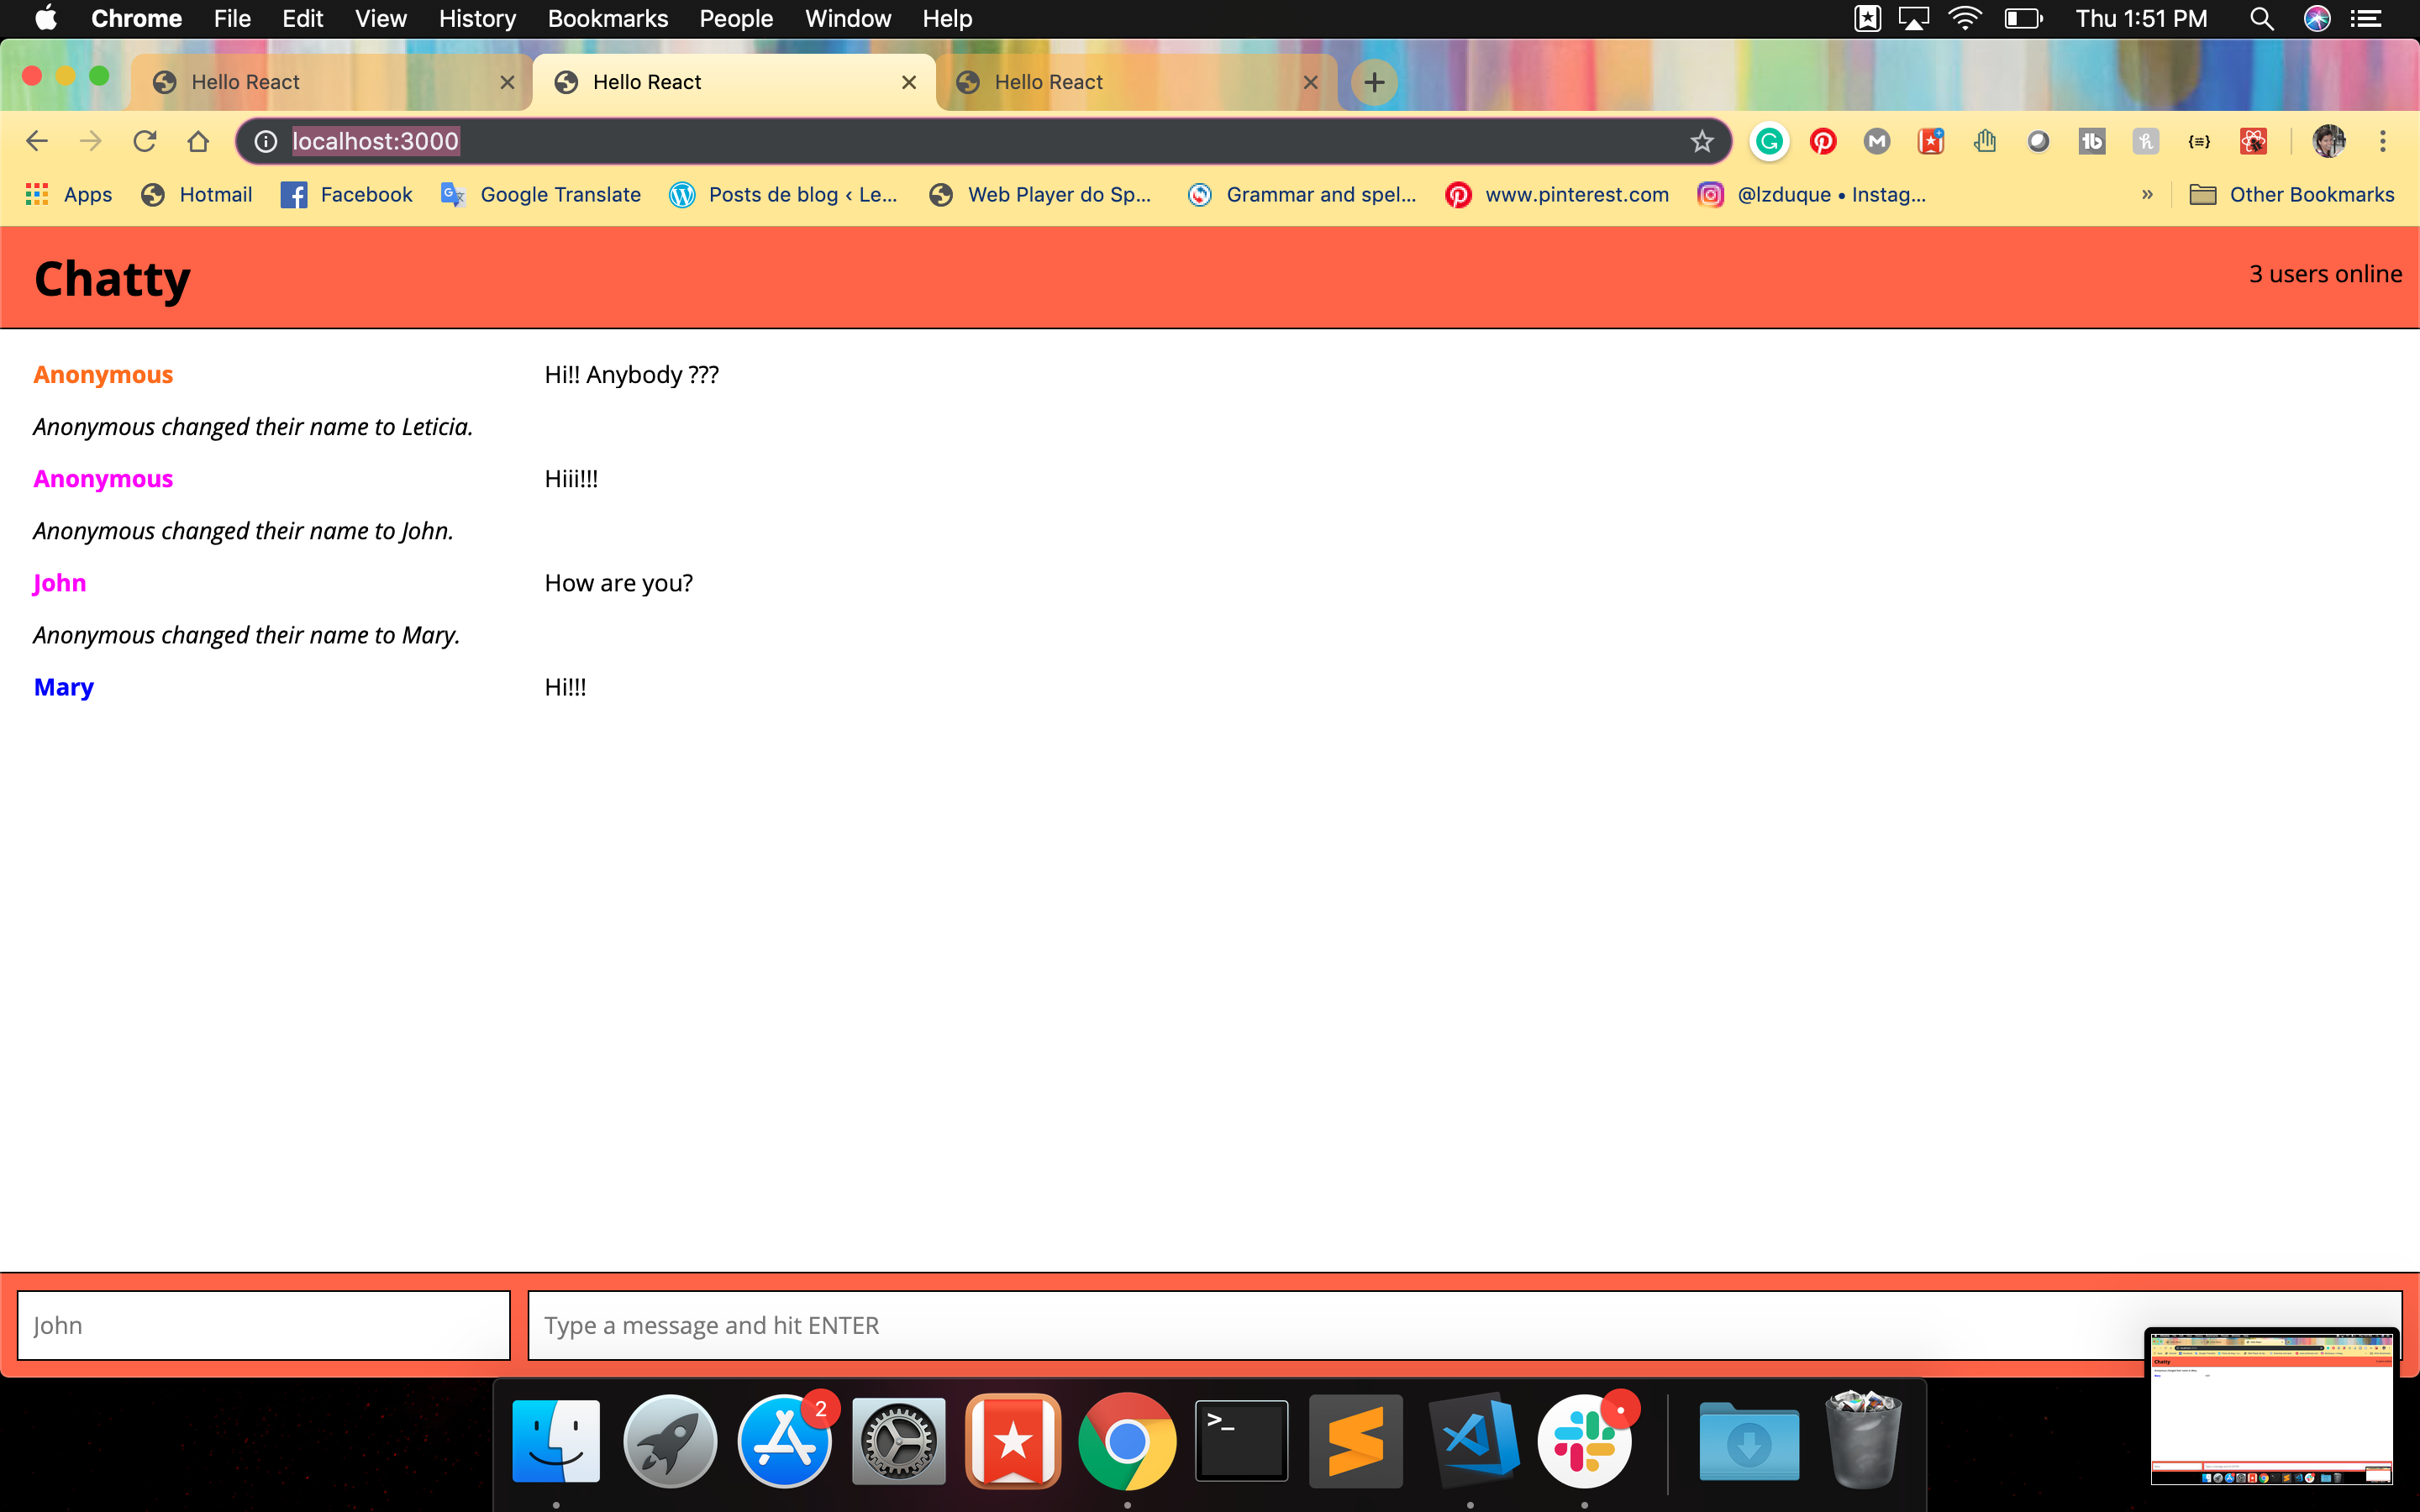 Chrome File Edit View History Bookmarks People Window Help Thu 1:51 PM
Hello React Hello React Hello React
localhost:3000
Apps Hotmail Facebook Google Translate Posts de blog ‹ Le... Web Player do Sp... Grammar and spel... www.pinterest.com @lzduque • Instag... » Other Bookmarks
Chatty 3 users online
Anonymous Hi!! Anybody ???
Anonymous changed their name to Leticia.
Anonymous Hiii!!!
Anonymous changed their name to John.
John How are you?
Anonymous changed their name to Mary.
Mary Hi!!!
John Type a message and hit ENTER
2